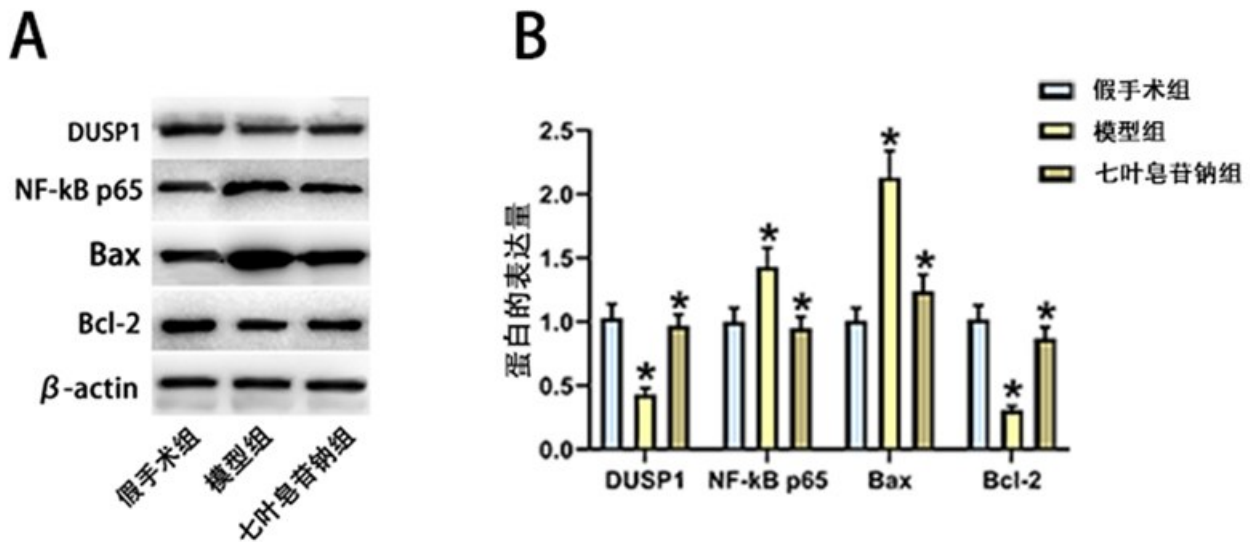 A
DUSP1
NF-kB p65
Bax
Bcl-2
β-actin
假手术组
模型组
七叶皂苷钠组
B
假手术组
模型组
七叶皂苷钠组
蛋白的表达量
2.5
2.0
1.5
1.0
0.5
0.0
* * * * * * * *
DUSP1 NF-kB p65 Bax Bcl-2